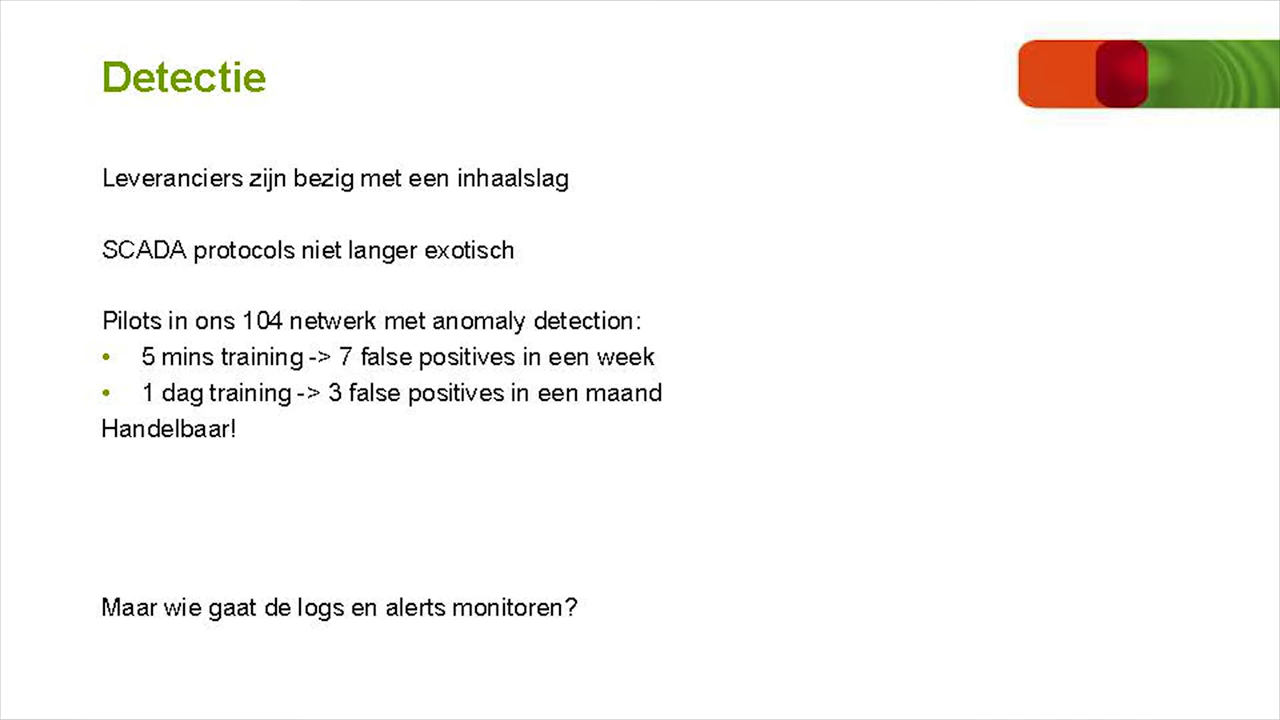 Detectie
Leveranciers zijn bezig met een inhaalslag
SCADA protocols niet langer exotisch
Pilots in ons 104 netwerk met anomaly detection:
• 5 mins training -> 7 false positives in een week
• 1 dag training -> 3 false positives in een maand
Handelbaar!
Maar wie gaat de logs en alerts monitoren?